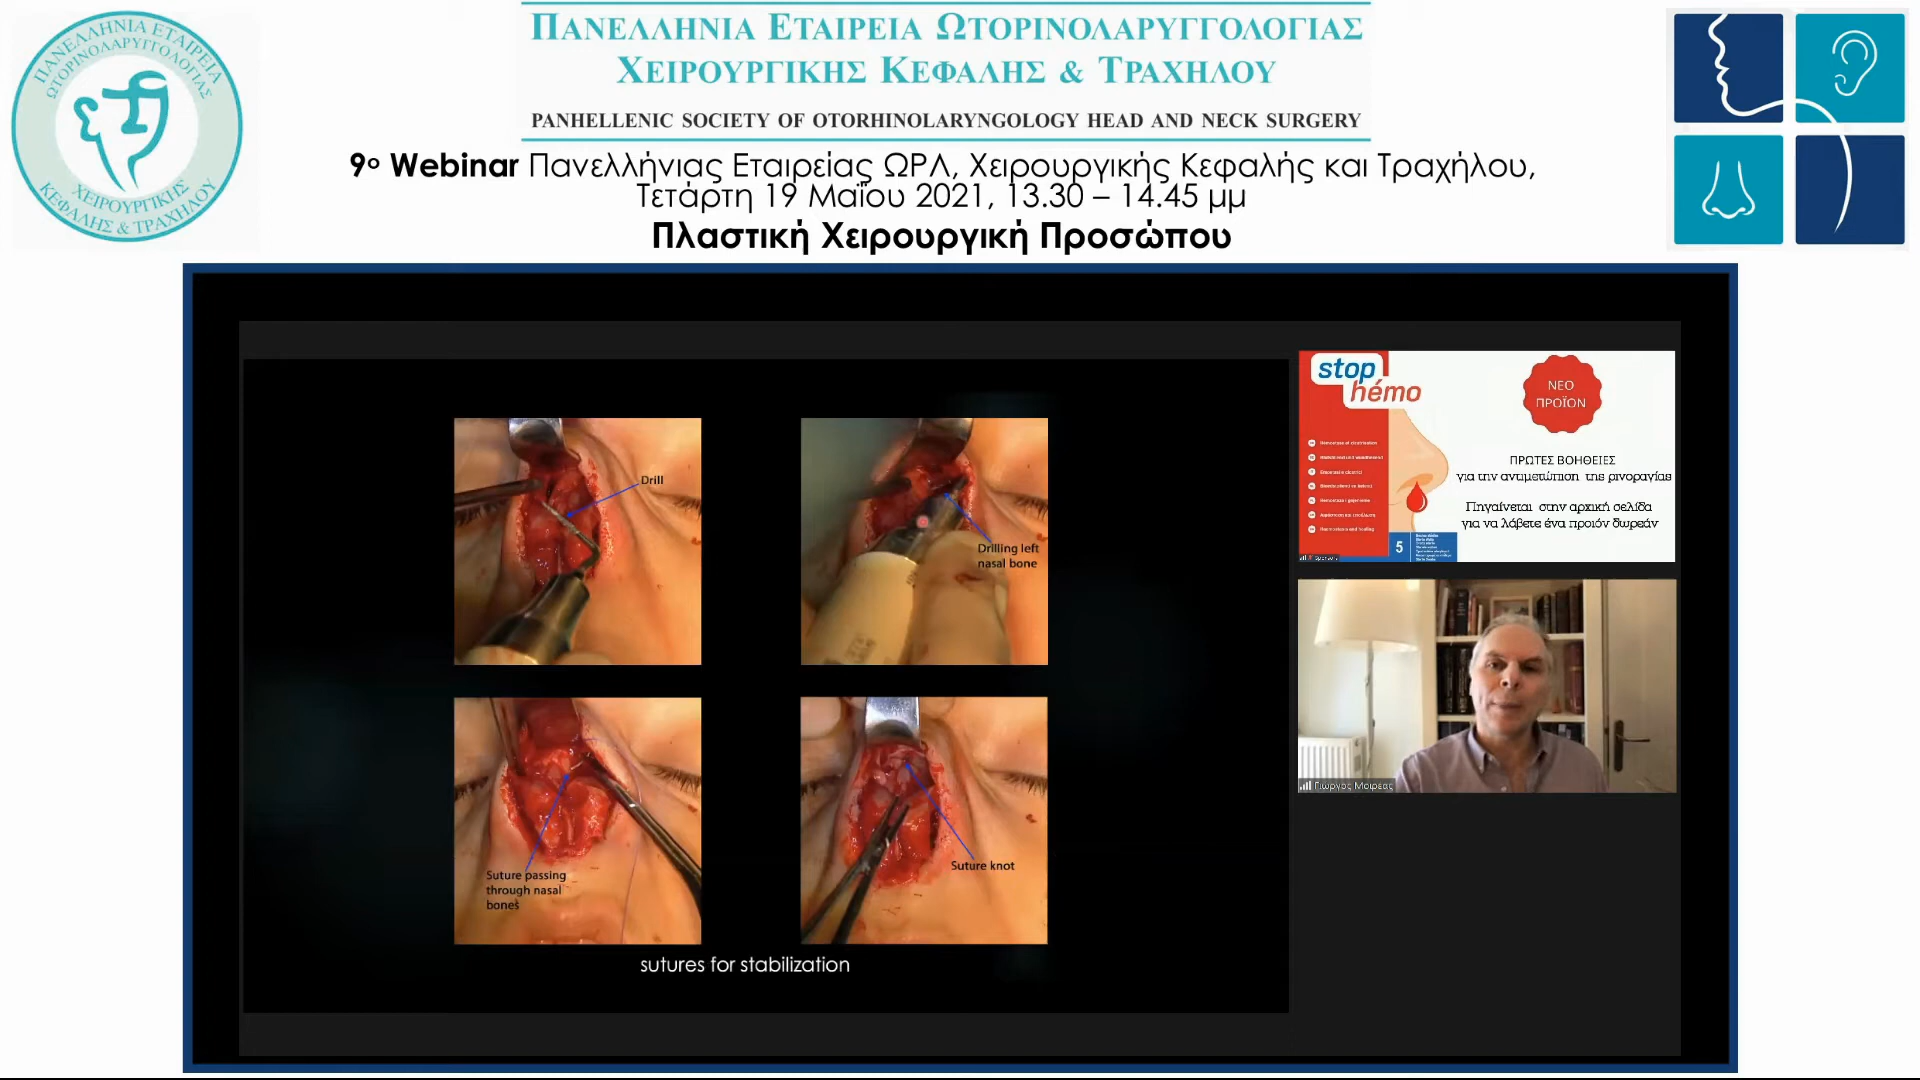 ΠΑΝΕΛΛΗΝΙΑ ΕΤΑΙΡΕΙΑ
ΩΤΟΡΙΝΟΛΑΡΥΓΓΟΛΟΓΙΑΣ
ΧΕΙΡΟΥΡΓΙΚΗΣ
ΚΕΦΑΛΗΣ & ΤΡΑΧΗΛΟΥ
ΠΑΝΕΛΛΗΝΙΑ ΕΤΑΙΡΕΙΑ ΩΤΟΡΙΝΟΛΑΡΥΓΓΟΛΟΓΙΑΣ
ΧΕΙΡΟΥΡΓΙΚΗΣ ΚΕΦΑΛΗΣ & ΤΡΑΧΗΛΟΥ
PANHELLENIC SOCIETY OF OTORHINOLARYNGOLOGY HEAD AND NECK SURGERY
9ο Webinar Πανελλήνιας Εταιρείας ΩΡΛ, Χειρουργικής Κεφαλής και Τραχήλου,
Τετάρτη 19 Μαΐου 2021, 13.30 – 14.45 μμ
Πλαστική Χειρουργική Προσώπου
Drill
Drilling left
nasal bone
Suture passing
through nasal
bones
Suture knot
sutures for stabilization
stop
hémo
ΝΕΟ
ΠΡΟΪΟΝ
ΠΡΩΤΕΣ ΒΟΗΘΕΙΕΣ
για την αντιμετώπιση της ρινοραγίας
Πηγαίνεται στην αρχική σελίδα
για να λάβετε ένα προιόν δωρεάν
5
Γιώργος Μοιρέας